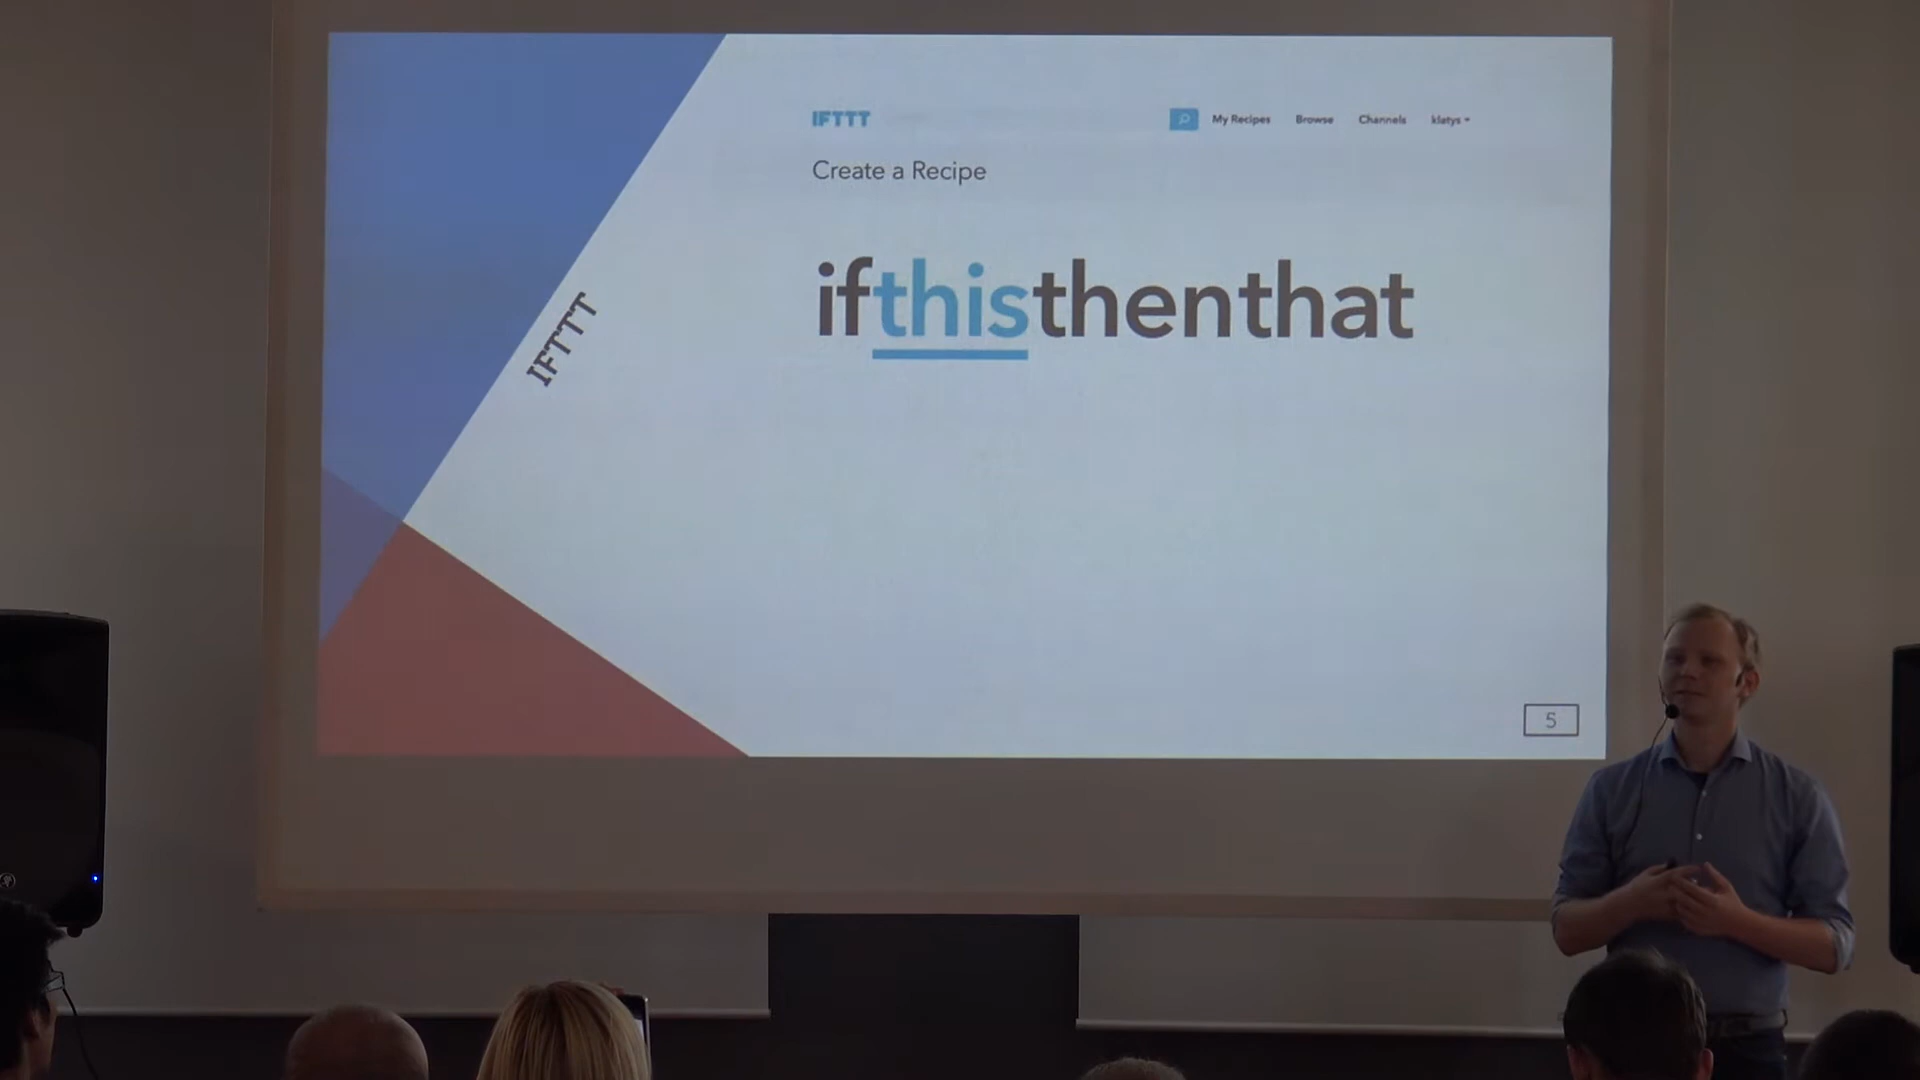 IFTTT
IFTTT My Recipes Browse Channels klatys
Create a Recipe
ifthisthenthat
5